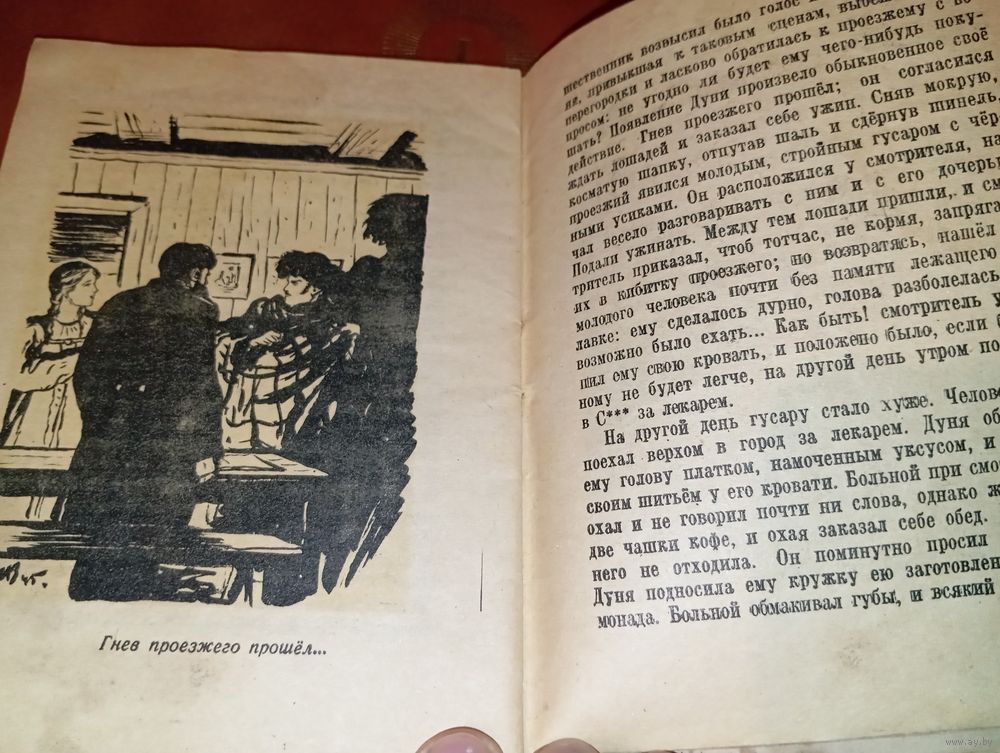 Гнев проезжего прошёл...
шественник возвысил было голос
ня, привыкшая к таковым сценам,
перегородки и ласково обратилась к проезжему с
просом: не угодно ли будет ему чего-нибудь поку-
шать? Появление Дуни произвело обыкновенное своё
действие. Гнев проезжего прошёл; он согласился
ждать лошадей и заказал себе ужин. Сняв мокрую,
косматую шапку, отпутав шаль и сдёрнув шинель,
проезжий явился молодым, стройным гусаром с чёр-
ными усиками. Он расположился у смотрителя, на-
чал весело разговаривать с ним и с его дочерь
Подали ужинать. Между тем лошади пришли, и см
тритель приказал, чтоб тотчас, не кормя, запряга
их в кибитку проезжего; но возвратясь, нашёл
молодого человека почти без памяти лежащего
лавке: ему сделалось дурно, голова разболелась
возможно было ехать... Как быть! смотритель у
пил ему свою кровать, и положено было, если б
ному не будет легче, на другой день утром по
в С*** за лекарем.
На другой день гусару стало хуже. Челове
поехал верхом в город за лекарем. Дуня об
ему голову платком, намоченным уксусом, и
своим шитьём у его кровати. Больной при смо
охал и не говорил почти ни слова, однако ж
две чашки кофе, и охая заказал себе обед.
него не отходила. Он поминутно просил
Дуня подносила ему кружку ею заготовлен
монада. Больной обмакивал губы, и всякий
www.ay.by